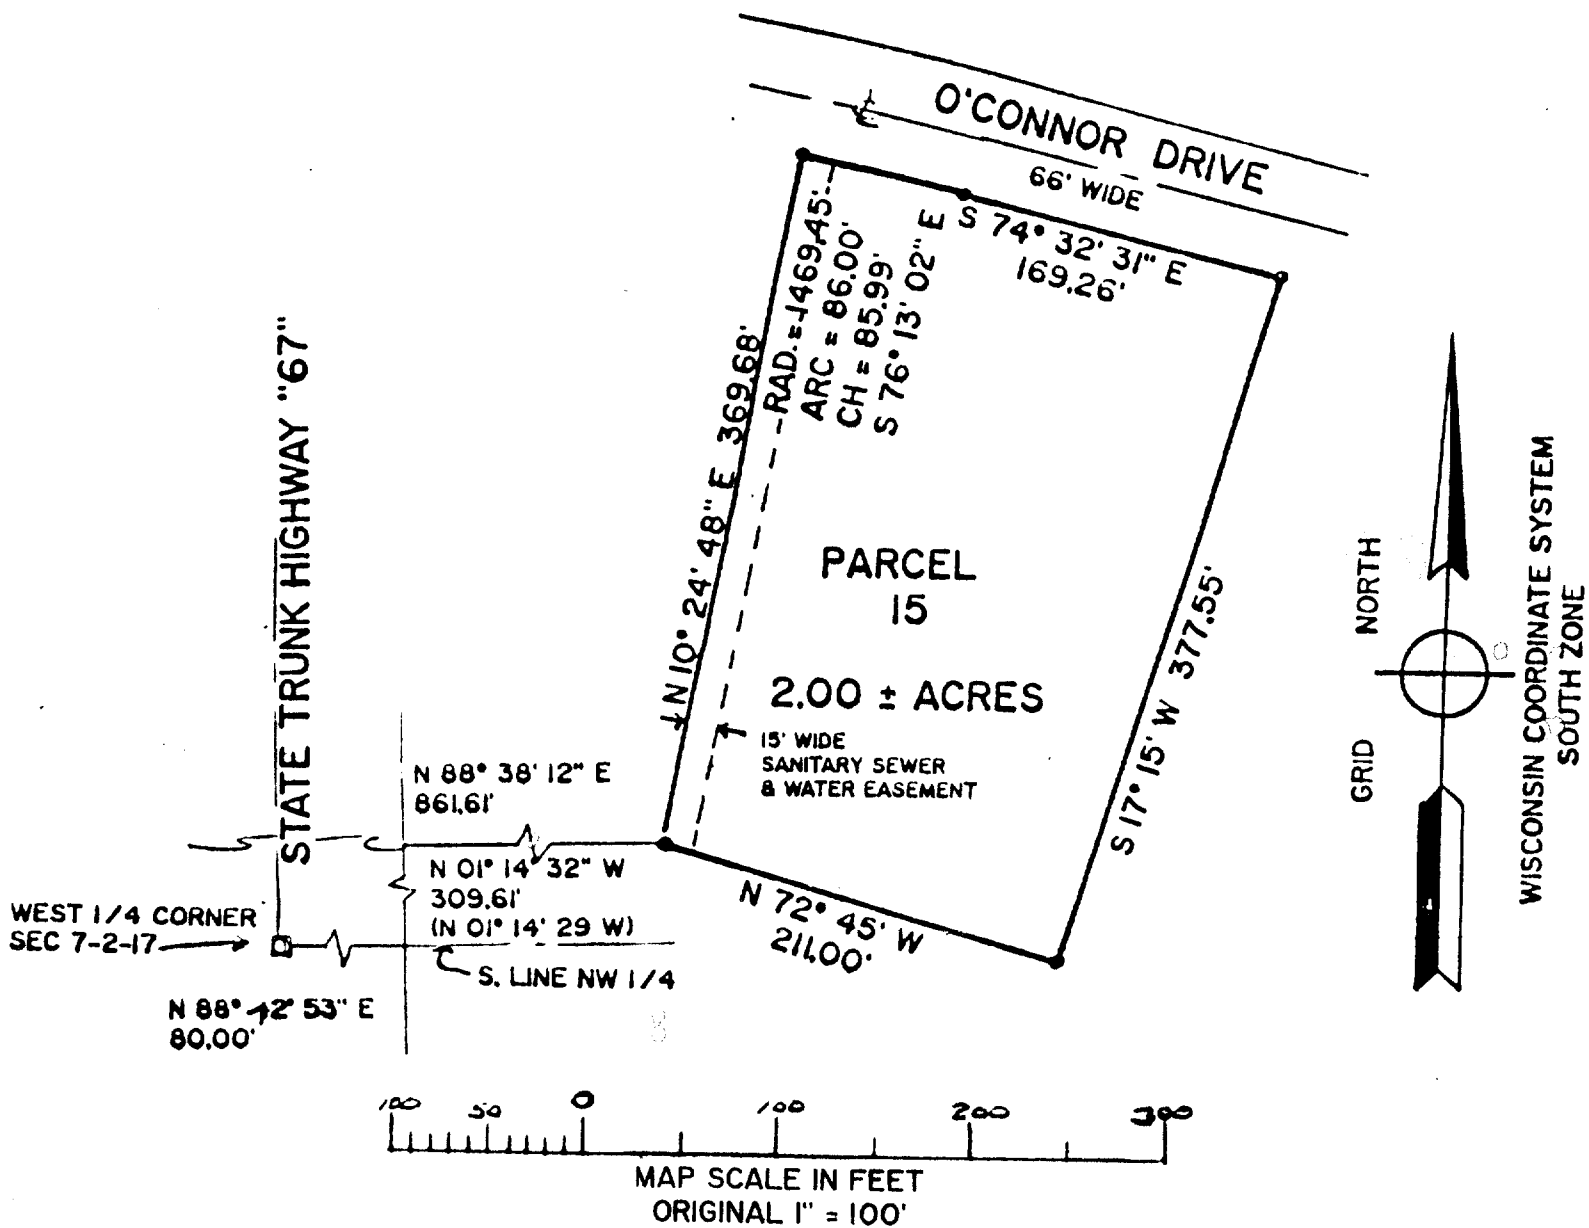 O'CONNOR DRIVE
66' WIDE
S 74° 32' 31" E
169.26'
RAD. = 1469.45'
ARC = 86.00'
CH = 85.99'
S 76° 13' 02" E
N 10° 24' 48" E 369.68'
STATE TRUNK HIGHWAY "67"
PARCEL
15
2.00 ± ACRES
15' WIDE
SANITARY SEWER
& WATER EASEMENT
S 17° 15' W 377.55'
N 72° 45' W
211.00'
N 88° 38' 12" E
861.61'
N 01° 14' 32" W
309.61'
(N 01° 14' 29 W)
WEST 1/4 CORNER
SEC 7-2-17
S. LINE NW 1/4
N 88° 42' 53" E
80.00'
GRID NORTH
WISCONSIN COORDINATE SYSTEM
SOUTH ZONE
100 50 0 100 200 300
MAP SCALE IN FEET
ORIGINAL 1" = 100'